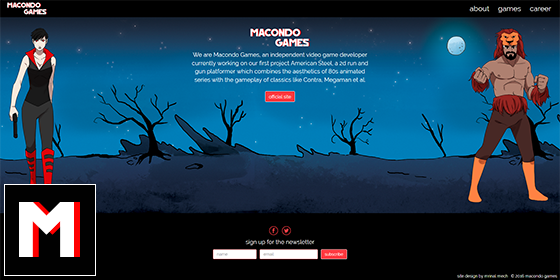 MACONDO
GAMES
about games career
MACONDO
GAMES
We are Macondo Games, an independent video game developer
currently working on our first project American Steel, a 2d run and
gun platformer which combines the aesthetics of 80s animated
series with the gameplay of classics like Contra, Megaman et al.
official site
M
sign up for the newsletter
name email subscribe
site design by mrinal mech © 2016 macondo games